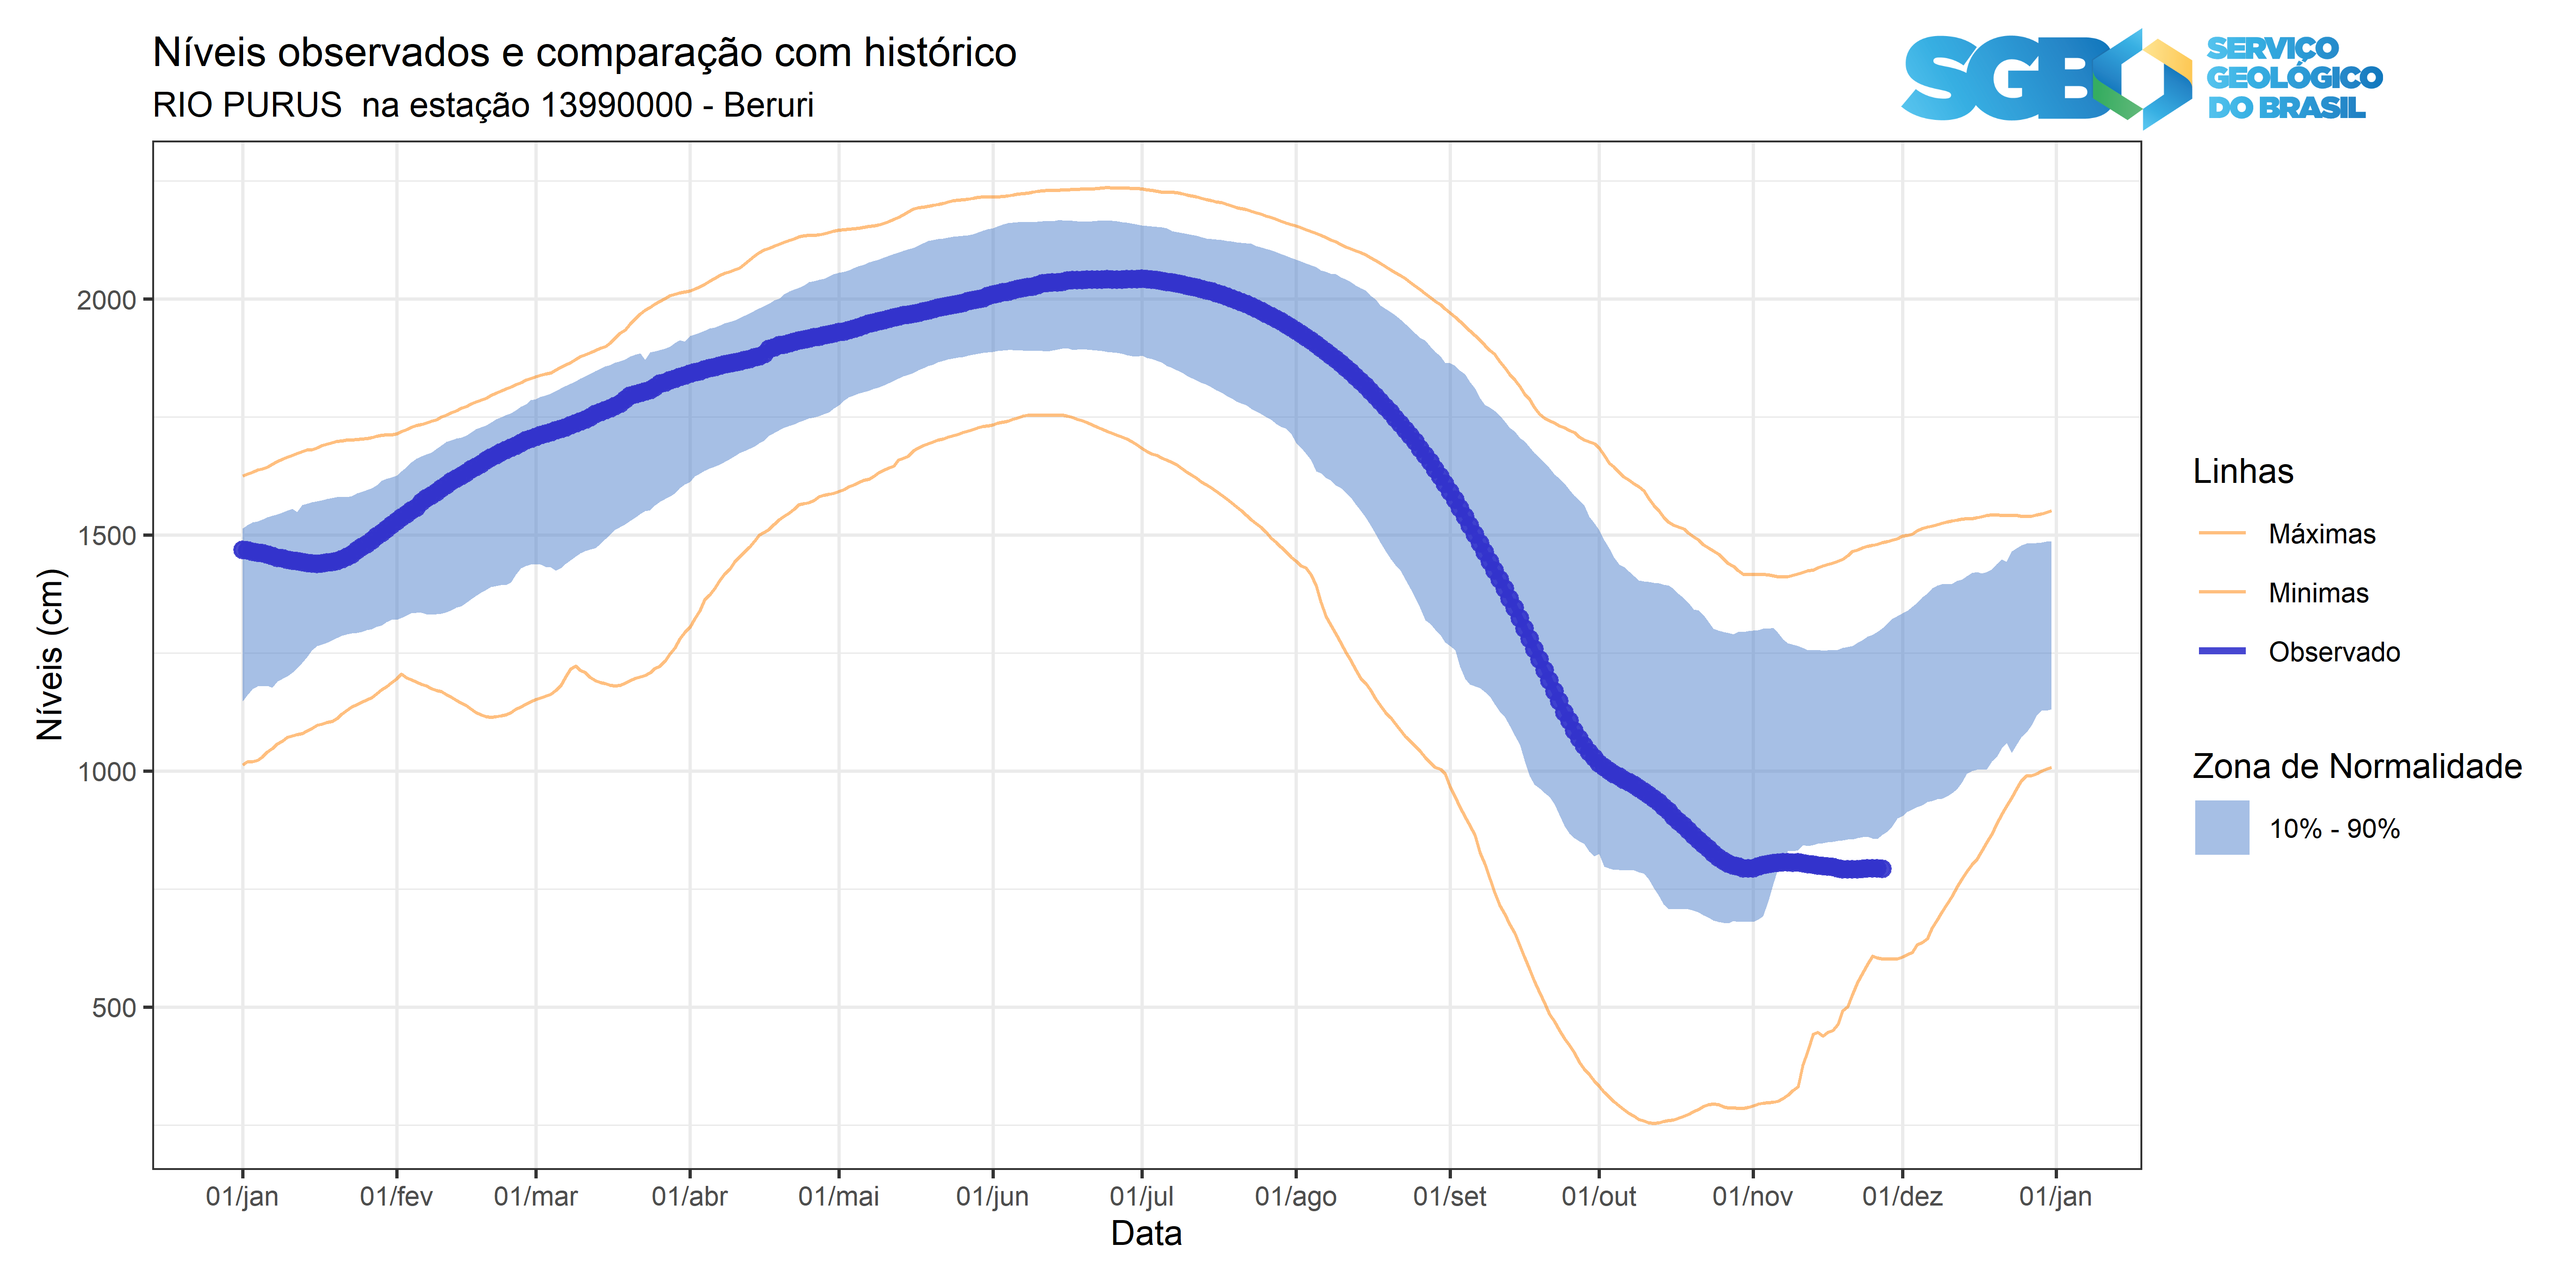 Níveis observados e comparação com histórico
RIO PURUS na estação 13990000 - Beruri
SGB
SERVIÇO
GEOLÓGICO
DO BRASIL
Níveis (cm)
2000
1500
1000
500
01/jan
01/fev
01/mar
01/abr
01/mai
01/jun
01/jul
01/ago
01/set
01/out
01/nov
01/dez
01/jan
Data
Linhas
Máximas
Minimas
Observado
Zona de Normalidade
10% - 90%